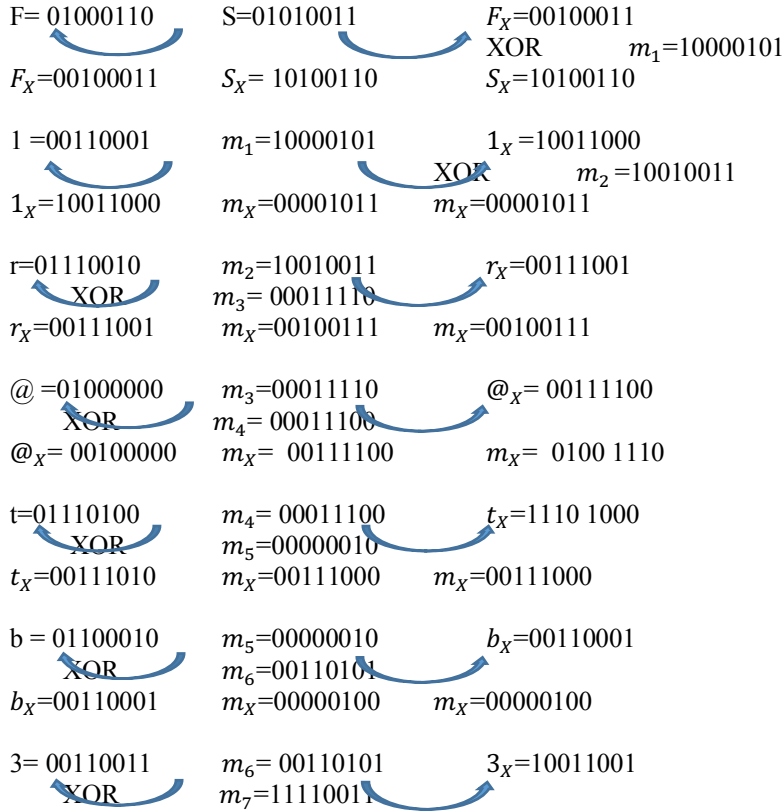 F= 01000110 S=01010011 F_X=00100011
XOR m_1=10000101
F_X=00100011 S_X= 10100110 S_X=10100110
1 =00110001 m_1=10000101 1_X =10011000
XOR m_2 =10010011
1_X=10011000 m_X=00001011 m_X=00001011
r=01110010 m_2=10010011 r_X=00111001
XOR m_3= 00011110
r_X=00111001 m_X=00100111 m_X=00100111
@ =01000000 m_3=00011110 @_X= 00111100
XOR m_4= 00011100
@_X= 00100000 m_X= 00111100 m_X= 0100 1110
t=01110100 m_4= 00011100 t_X=1110 1000
XOR m_5=00000010
t_X=00111010 m_X=00111000 m_X=00111000
b = 01100010 m_5=00000010 b_X=00110001
XOR m_6=00110101
b_X=00110001 m_X=00000100 m_X=00000100
3= 00110011 m_6= 00110101 3_X=10011001
XOR m_7=11110011